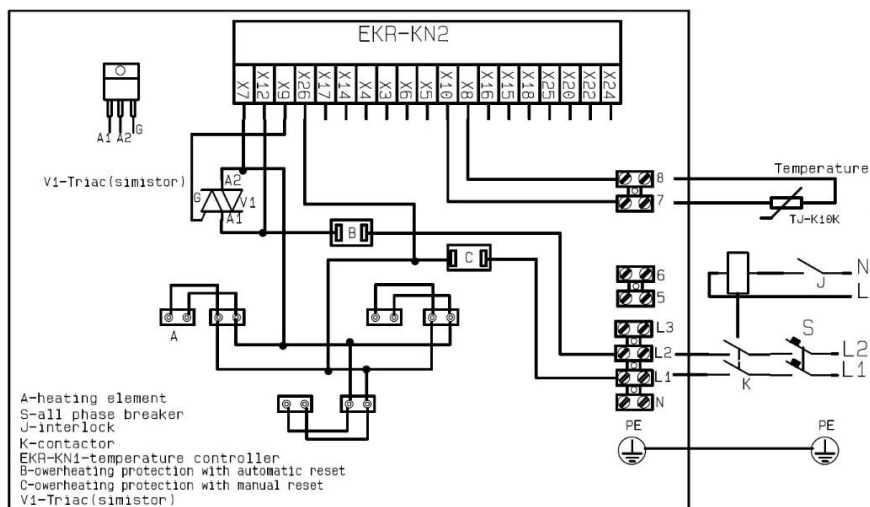 EKR-KN2
X7 X12 X9 X26 X17 X14 X4 X3 X6 X5 X10 X8 X16 X15 X18 X25 X20 X22 X24
A1 A2 G
V1-Triac(simistor)
A2
G V1
A1
B
C
A
8
7
Temperature
TJ-K10K
6
5
J
N
L
L3
L2
L1
N
S
K
L2
L1
PE
PE
A-heating element
S-all phase breaker
J-interlock
K-contactor
EKR-KN1-temperature controller
B-owerheating protection with automatic reset
C-owerheating protection with manual reset
V1-Triac(simistor)